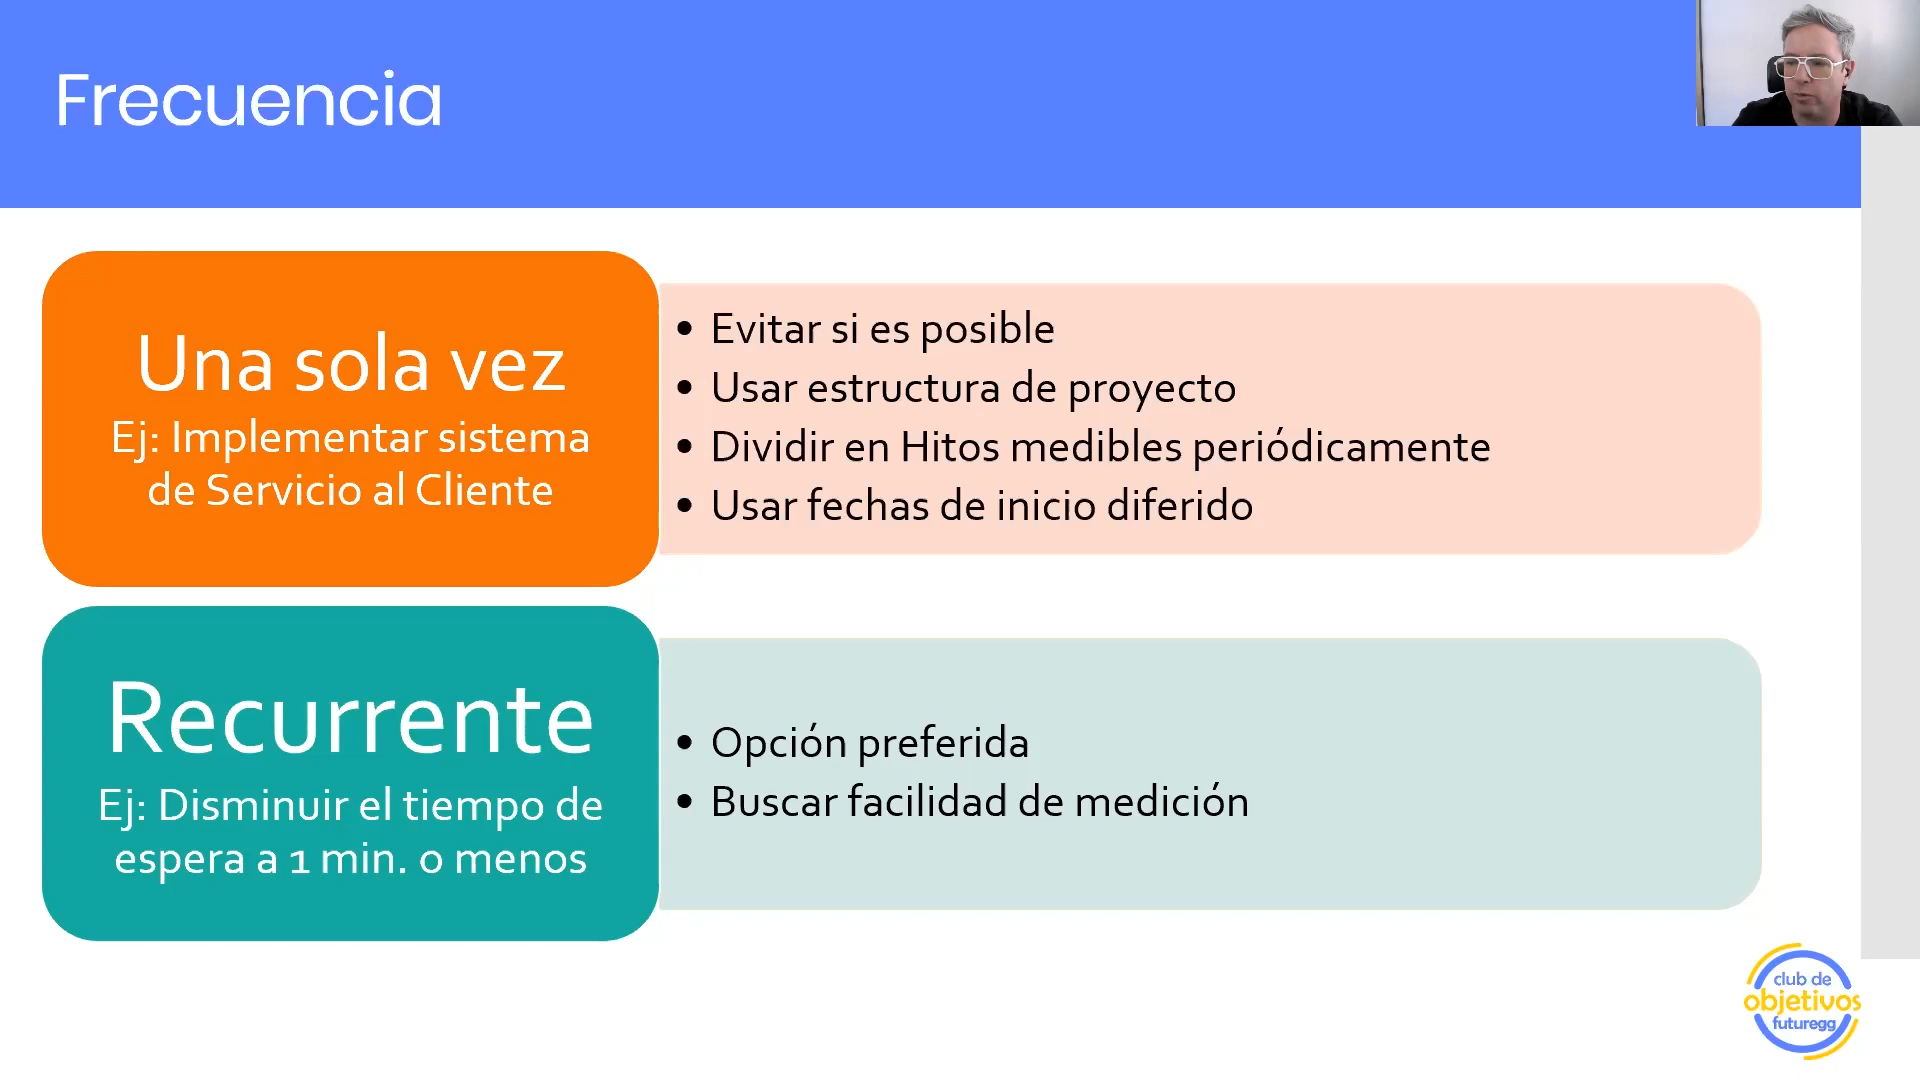 Frecuencia
Una sola vez
Ej: Implementar sistema
de Servicio al Cliente
• Evitar si es posible
• Usar estructura de proyecto
• Dividir en Hitos medibles periódicamente
• Usar fechas de inicio diferido
Recurrente
Ej: Disminuir el tiempo de
espera a 1 min. o menos
• Opción preferida
• Buscar facilidad de medición
club de
objetivos
futuregg